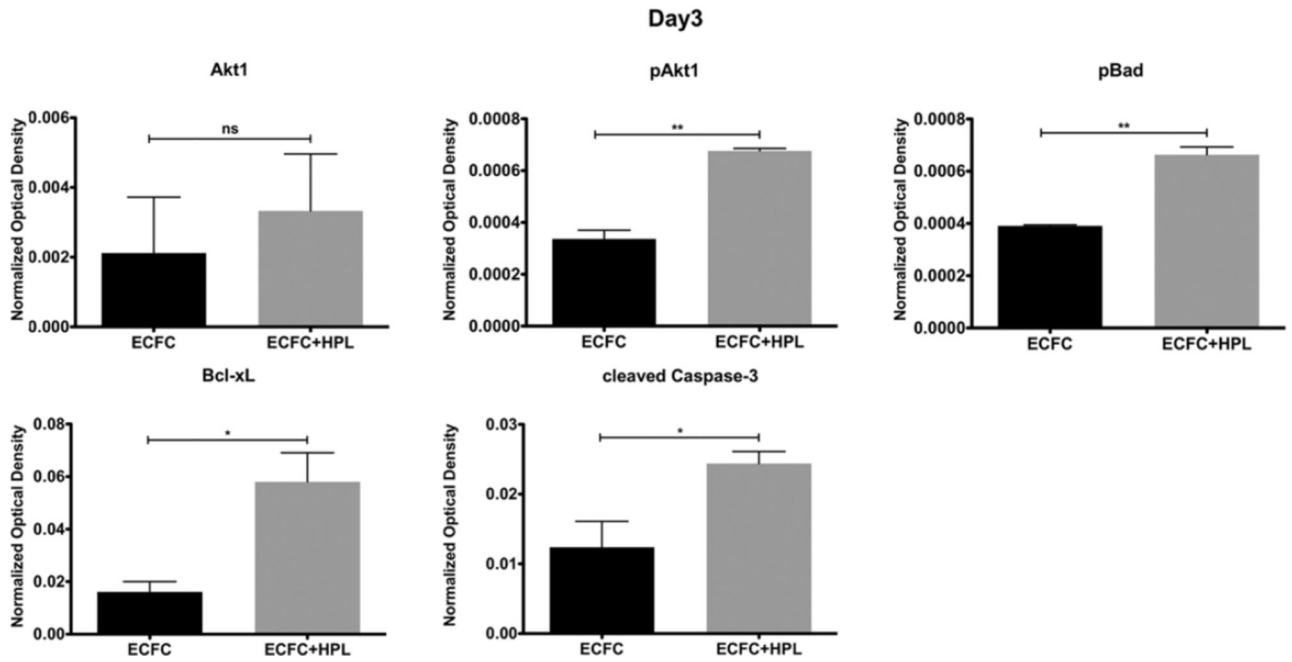 Day3
Akt1
Normalized Optical Density
0.006
0.004
0.002
0.000
ns
ECFC
ECFC+HPL
pAkt1
Normalized Optical Density
0.0008
0.0006
0.0004
0.0002
0.0000
**
ECFC
ECFC+HPL
pBad
Normalized Optical Density
0.0008
0.0006
0.0004
0.0002
0.0000
**
ECFC
ECFC+HPL
Bcl-xL
Normalized Optical Density
0.08
0.06
0.04
0.02
0.00
*
ECFC
ECFC+HPL
cleaved Caspase-3
Normalized Optical Density
0.03
0.02
0.01
0.00
*
ECFC
ECFC+HPL